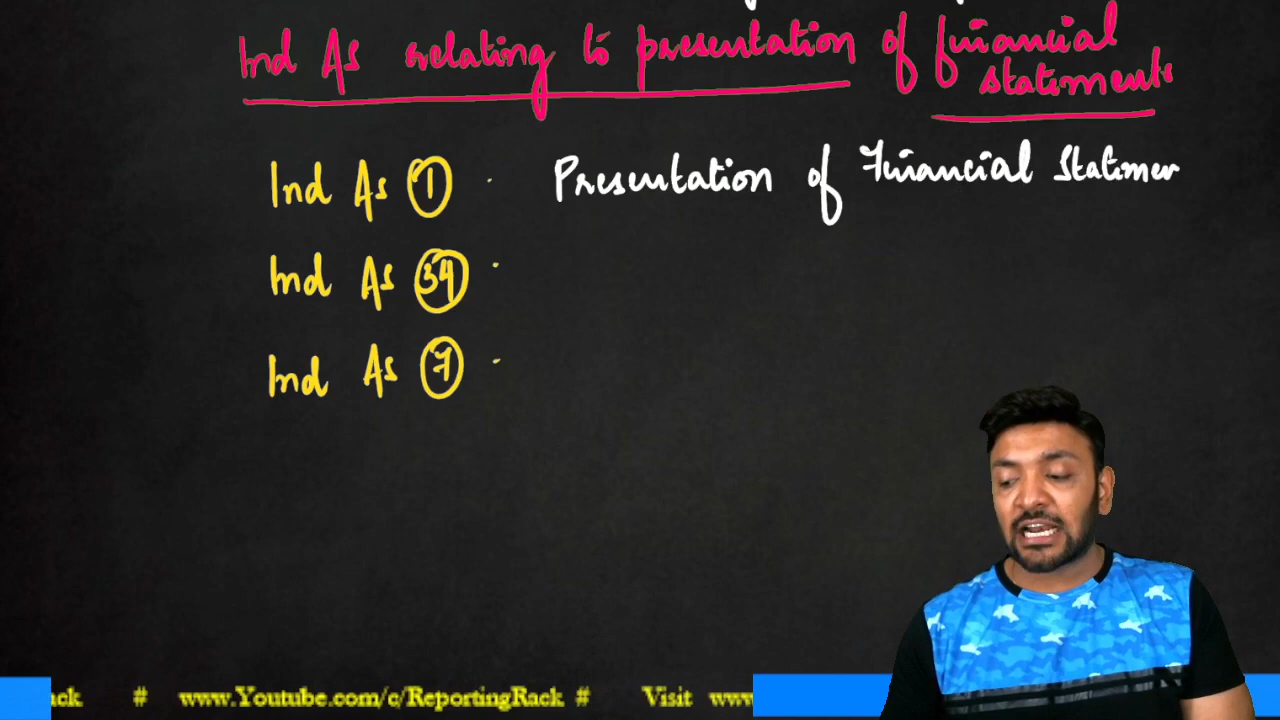 Ind As relating to presentation of financial
statements
Ind As 1 Presentation of Financial Statemen
Ind As 34
Ind As 7
ack # www.Youtube.com/c/ReportingRack # Visit www